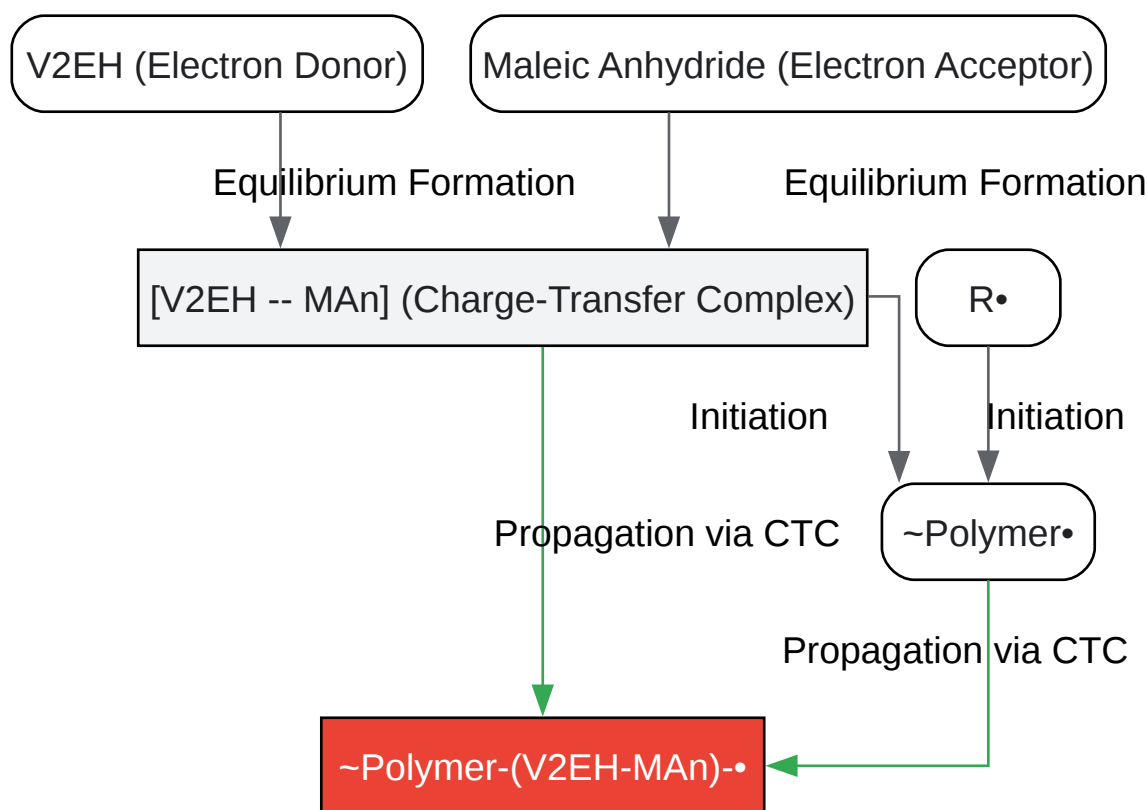 V2EH (Electron Donor)
Maleic Anhydride (Electron Acceptor)
Equilibrium Formation
Equilibrium Formation
[V2EH -- MAn] (Charge-Transfer Complex)
R•
Initiation
Initiation
Propagation via CTC
~Polymer•
Propagation via CTC
~Polymer-(V2EH-MAn)-•